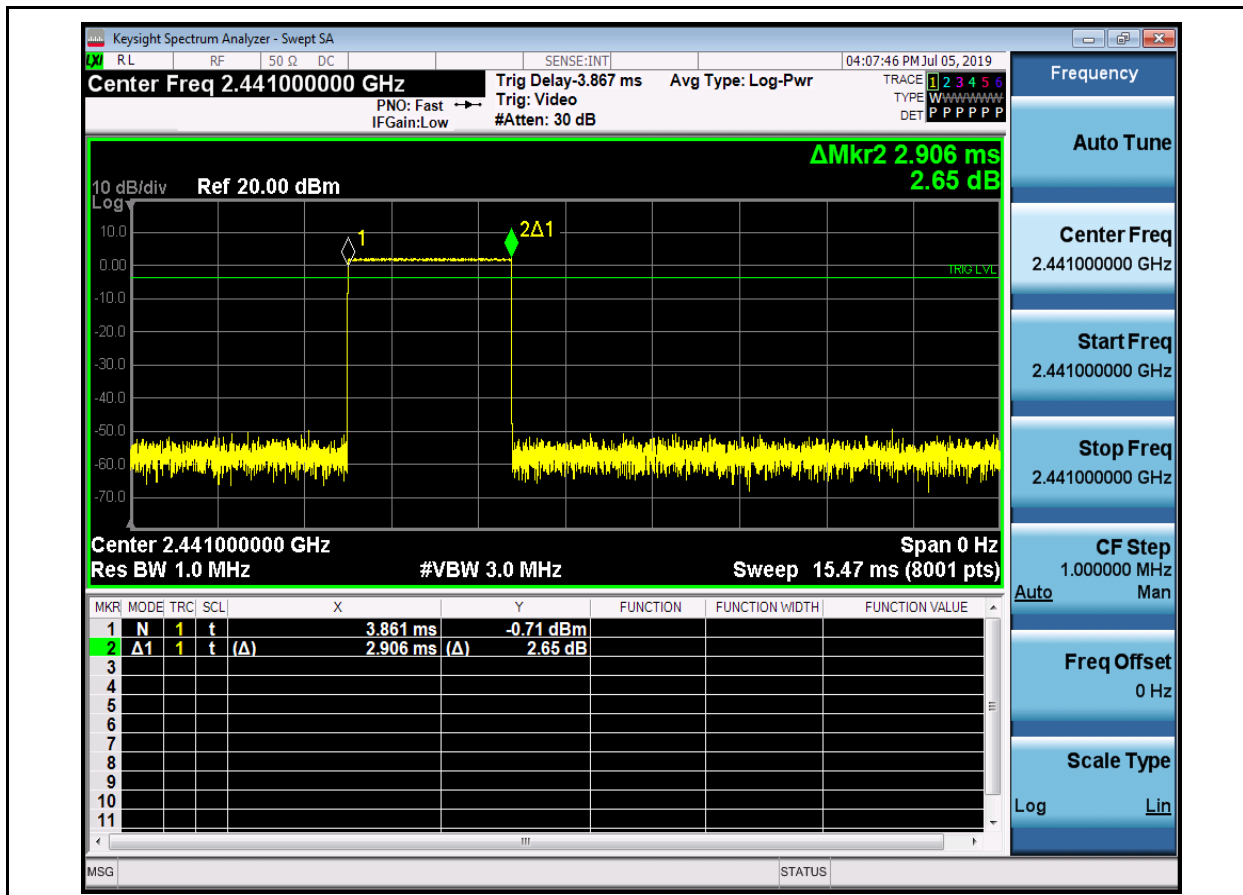 Keysight Spectrum Analyzer - Swept SA
LXI RL RF 50 Ω DC SENSE:INT 04:07:46 PM Jul 05, 2019
Center Freq 2.441000000 GHz Trig Delay-3.867 ms Avg Type: Log-Pwr TRACE 1 2 3 4 5 6
PNO: Fast Trig: Video TYPE WWWWWW
IFGain:Low #Atten: 30 dB DET P P P P P P
ΔMkr2 2.906 ms
2.65 dB
10 dB/div Ref 20.00 dBm
Log
10.0
0.00
-10.0
-20.0
-30.0
-40.0
-50.0
-60.0
-70.0
1
2Δ1
TRIG LVL
Center 2.441000000 GHz Span 0 Hz
Res BW 1.0 MHz #VBW 3.0 MHz Sweep 15.47 ms (8001 pts)
MKR MODE TRC SCL X Y FUNCTION FUNCTION WIDTH FUNCTION VALUE
1 N 1 t 3.861 ms -0.71 dBm
2 Δ1 1 t (Δ) 2.906 ms (Δ) 2.65 dB
3
4
5
6
7
8
9
10
11
MSG STATUS
Frequency
Auto Tune
Center Freq
2.441000000 GHz
Start Freq
2.441000000 GHz
Stop Freq
2.441000000 GHz
CF Step
1.000000 MHz
Auto Man
Freq Offset
0 Hz
Scale Type
Log Lin